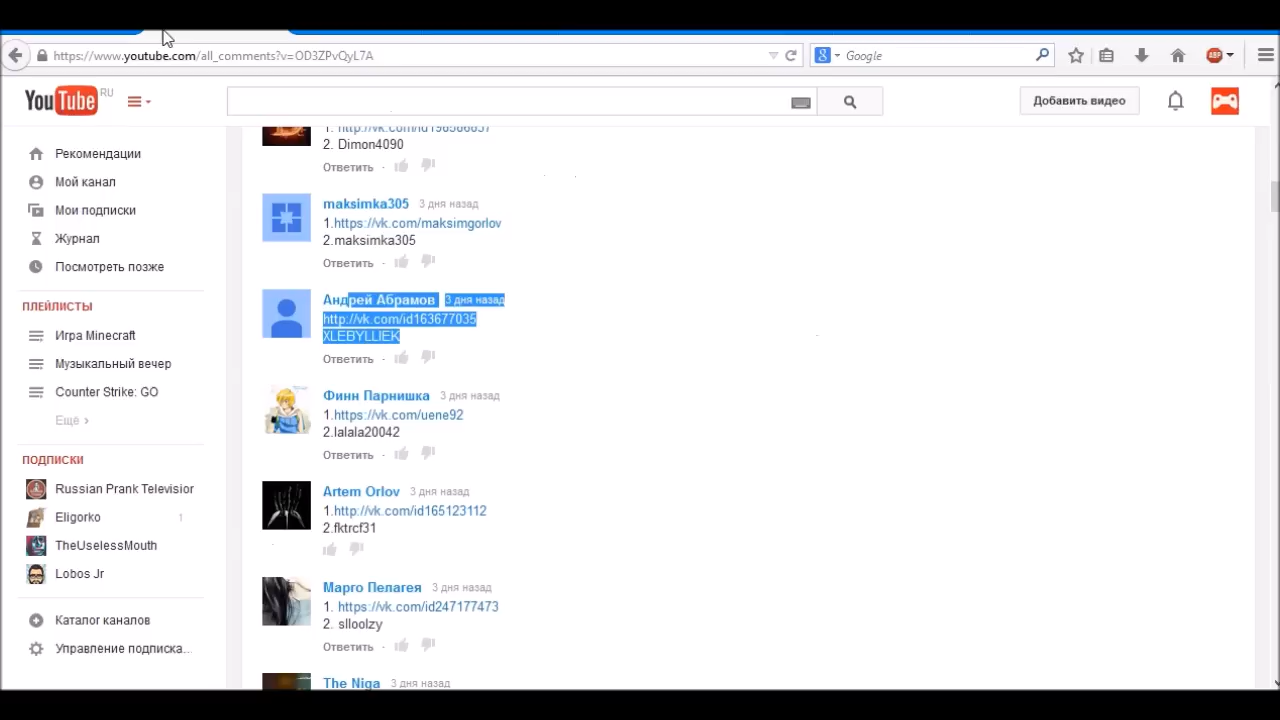 https://www.youtube.com/all_comments?v=OD3ZPvQyL7A
Google
ABP
YouTube RU
Добавить видео
Рекомендации
Мой канал
Мои подписки
Журнал
Посмотреть позже
ПЛЕЙЛИСТЫ
Игра Minecraft
Музыкальный вечер
Counter Strike: GO
Ещё ›
ПОДПИСКИ
Russian Prank Televisior
Eligorko 1
TheUselessMouth
Lobos Jr
Каталог каналов
Управление подписка...
2. Dimon4090
Ответить
maksimka305 3 дня назад
1.https://vk.com/maksimgorlov
2.maksimka305
Ответить
Андрей Абрамов 3 дня назад
http://vk.com/id163677035
XLEBYLLIEK
Ответить
Финн Парнишка 3 дня назад
1.https://vk.com/uene92
2.lalala20042
Ответить
Artem Orlov 3 дня назад
1.http://vk.com/id165123112
2.fktrcf31
Марго Пелагея 3 дня назад
1. https://vk.com/id247177473
2. slloolzy
Ответить
The Niga 3 дня назад